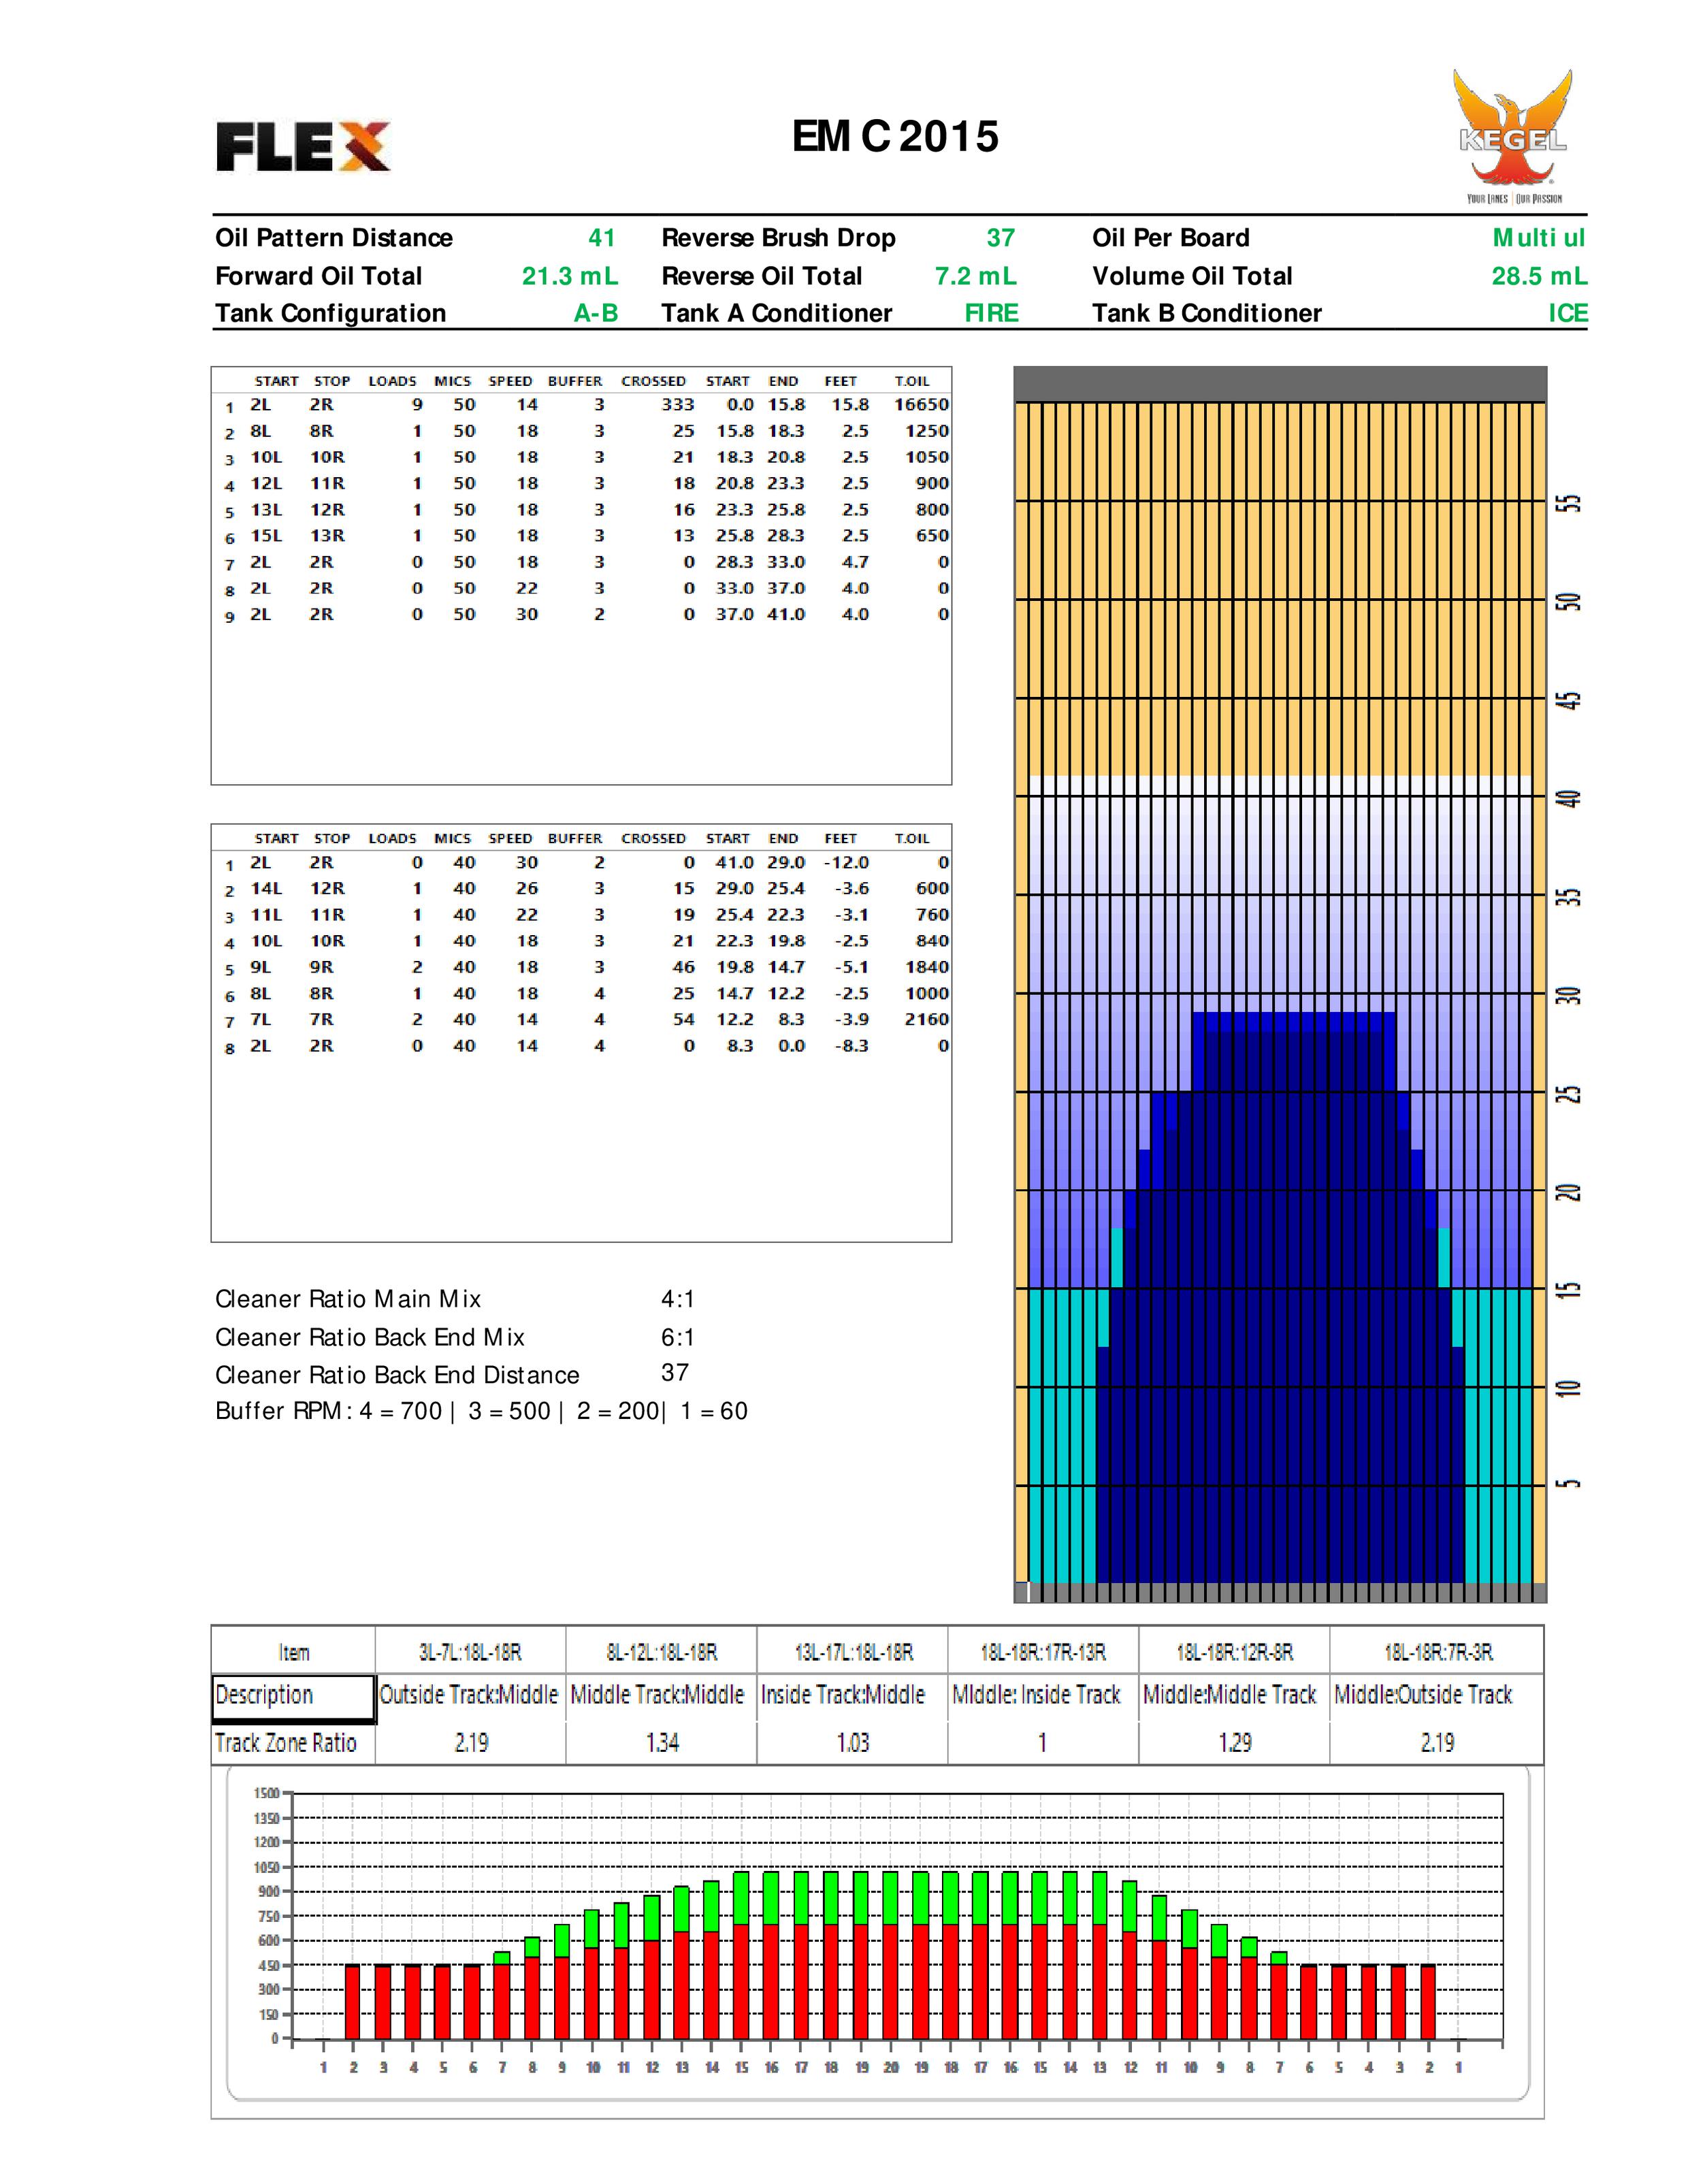 FLEX
EMC 2015
KEGEL
YOUR LANES | OUR PASSION
Oil Pattern Distance 41 Reverse Brush Drop 37 Oil Per Board Multi ul
Forward Oil Total 21.3 mL Reverse Oil Total 7.2 mL Volume Oil Total 28.5 mL
Tank Configuration A-B Tank A Conditioner FIRE Tank B Conditioner ICE
START STOP LOADS MICS SPEED BUFFER CROSSED START END FEET T.OIL
1 2L 2R 9 50 14 3 333 0.0 15.8 15.8 16650
2 8L 8R 1 50 18 3 25 15.8 18.3 2.5 1250
3 10L 10R 1 50 18 3 21 18.3 20.8 2.5 1050
4 12L 11R 1 50 18 3 18 20.8 23.3 2.5 900
5 13L 12R 1 50 18 3 16 23.3 25.8 2.5 800
6 15L 13R 1 50 18 3 13 25.8 28.3 2.5 650
7 2L 2R 0 50 18 3 0 28.3 33.0 4.7 0
8 2L 2R 0 50 22 3 0 33.0 37.0 4.0 0
9 2L 2R 0 50 30 2 0 37.0 41.0 4.0 0
START STOP LOADS MICS SPEED BUFFER CROSSED START END FEET T.OIL
1 2L 2R 0 40 30 2 0 41.0 29.0 -12.0 0
2 14L 12R 1 40 26 3 15 29.0 25.4 -3.6 600
3 11L 11R 1 40 22 3 19 25.4 22.3 -3.1 760
4 10L 10R 1 40 18 3 21 22.3 19.8 -2.5 840
5 9L 9R 2 40 18 3 46 19.8 14.7 -5.1 1840
6 8L 8R 1 40 18 4 25 14.7 12.2 -2.5 1000
7 7L 7R 2 40 14 4 54 12.2 8.3 -3.9 2160
8 2L 2R 0 40 14 4 0 8.3 0.0 -8.3 0
Cleaner Ratio Main Mix 4:1
Cleaner Ratio Back End Mix 6:1
Cleaner Ratio Back End Distance 37
Buffer RPM: 4 = 700 | 3 = 500 | 2 = 200| 1 = 60
55
50
45
40
35
30
25
20
15
10
5
Item 3L-7L:18L-18R 8L-12L:18L-18R 13L-17L:18L-18R 18L-18R:17R-13R 18L-18R:12R-8R 18L-18R:7R-3R
Description Outside Track:Middle Middle Track:Middle Inside Track:Middle MIddle: Inside Track Middle:Middle Track Middle:Outside Track
Track Zone Ratio 2.19 1.34 1.03 1 1.29 2.19
1500
1350
1200
1050
900
750
600
450
300
150
0
1 2 3 4 5 6 7 8 9 10 11 12 13 14 15 16 17 18 19 20 19 18 17 16 15 14 13 12 11 10 9 8 7 6 5 4 3 2 1